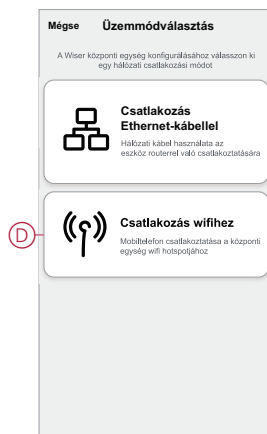 Mégse Üzemmódválasztás
A Wiser központi egység konfigurálásához válasszon ki
egy hálózati csatlakozási módot
Csatlakozás
Ethernet-kábellel
Hálózati kábel használata az
eszköz routerrel való csatlakoztatására
D
Csatlakozás wifihez
Mobiltelefon csatlakoztatása a központi
egység wifi hotspotjához